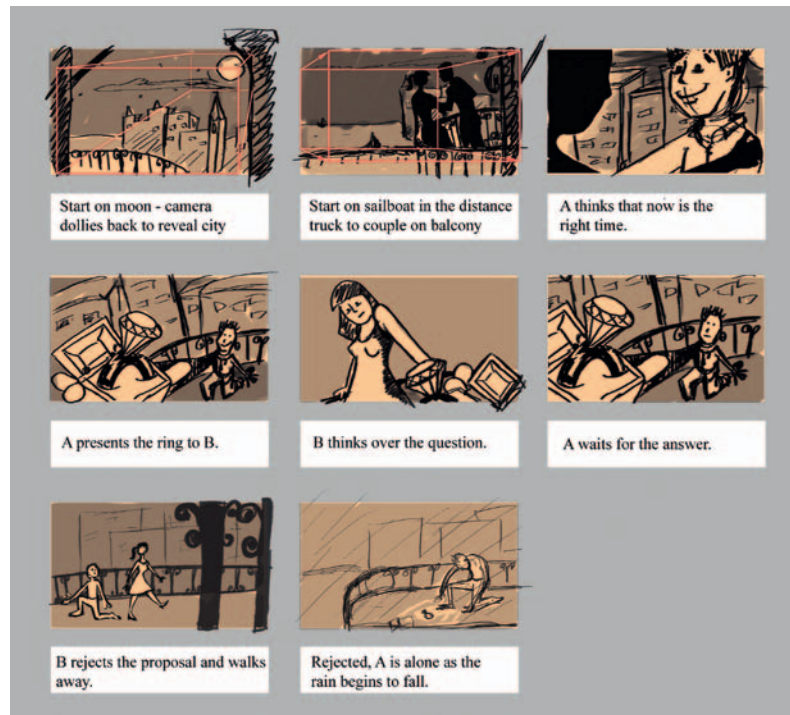 Start on moon - camera
dollies back to reveal city
Start on sailboat in the distance
truck to couple on balcony
A thinks that now is the
right time.
A presents the ring to B.
B thinks over the question.
A waits for the answer.
B rejects the proposal and walks
away.
Rejected, A is alone as the
rain begins to fall.